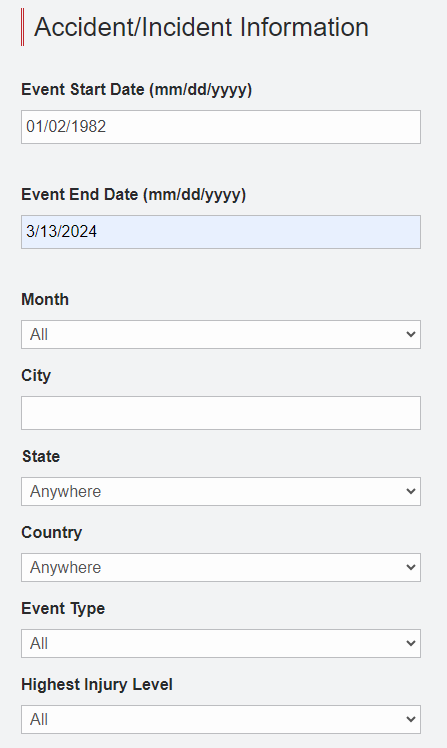 Accident/Incident Information
Event Start Date (mm/dd/yyyy)
01/02/1982
Event End Date (mm/dd/yyyy)
3/13/2024
Month
All
City
State
Anywhere
Country
Anywhere
Event Type
All
Highest Injury Level
All